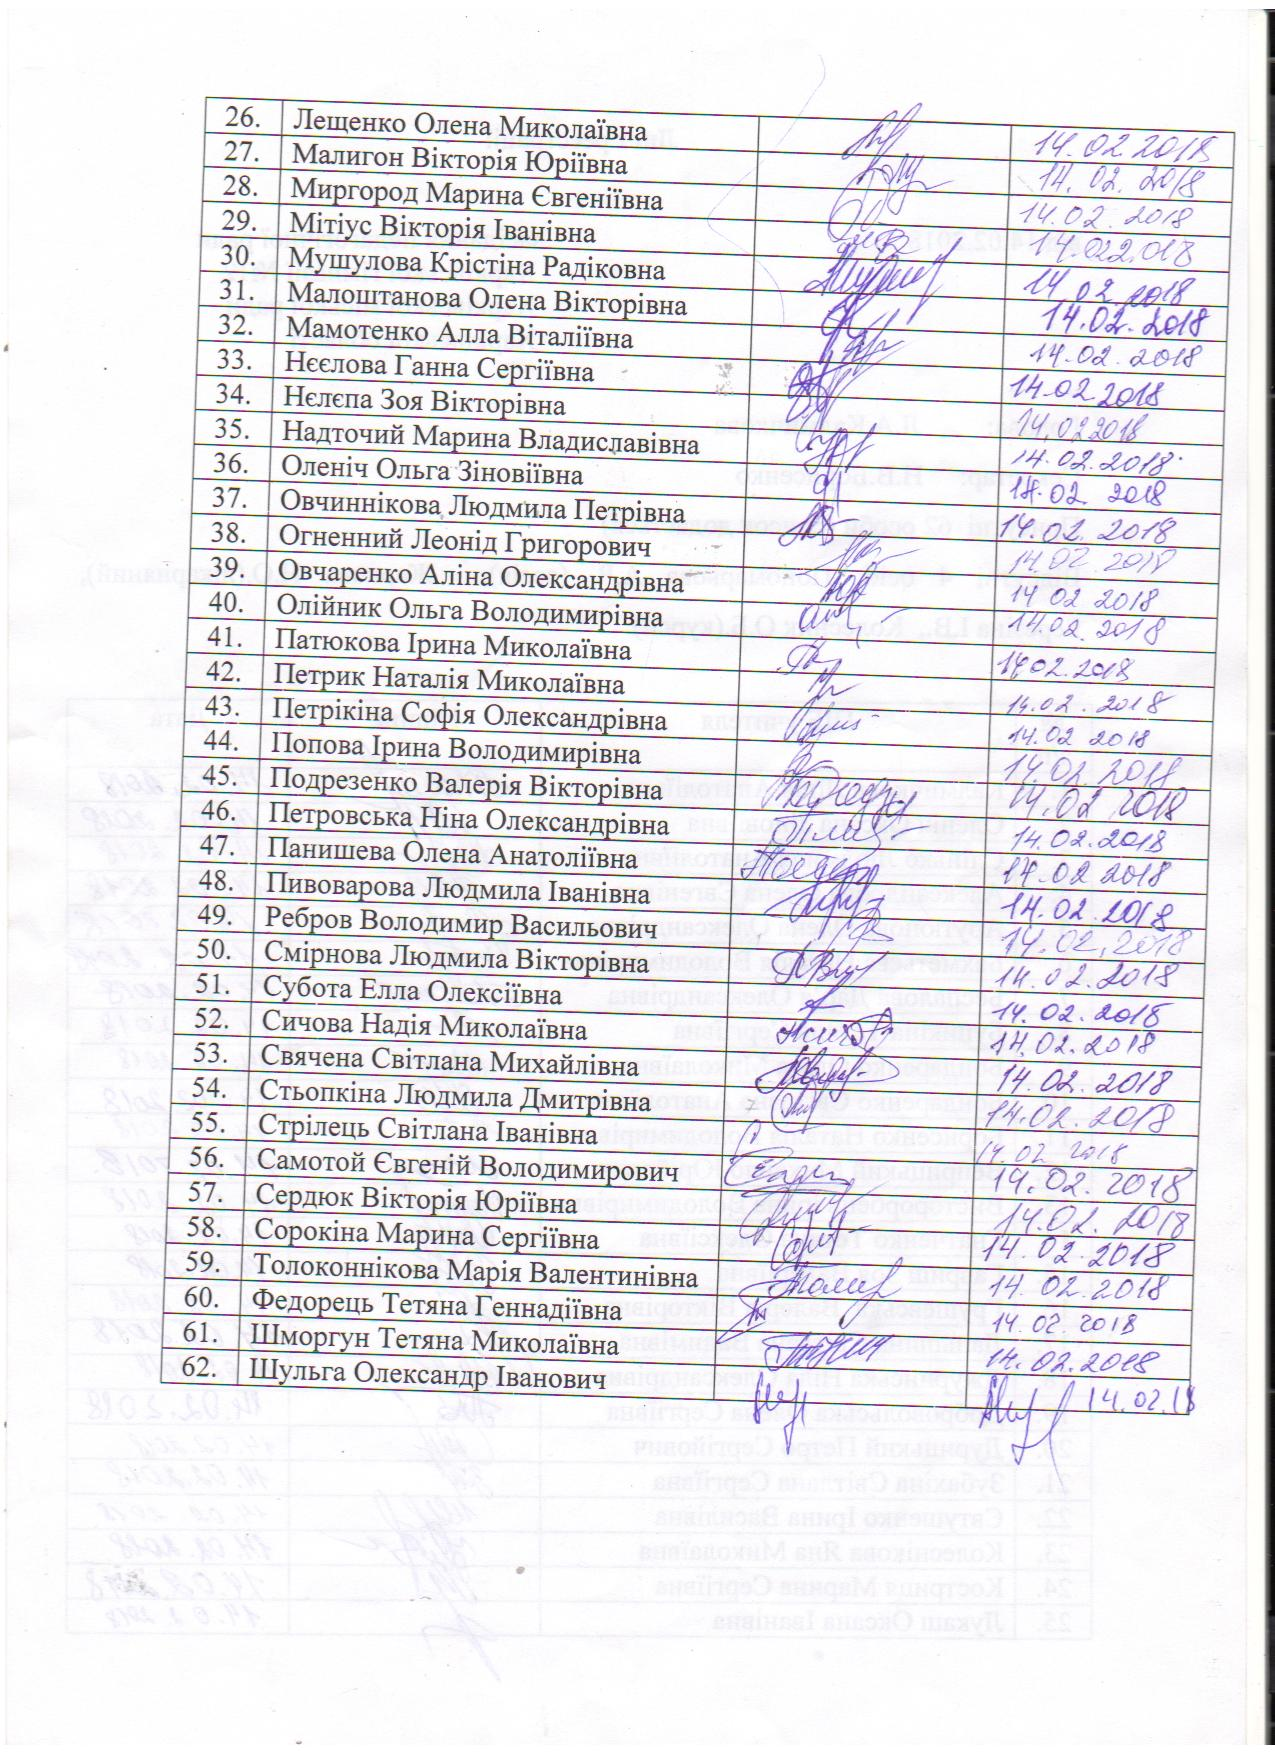 26. Лещенко Олена Миколаївна 14.02.2018
27. Малигон Вікторія Юріївна 14.02.2018
28. Миргород Марина Євгеніївна 14.02.2018
29. Мітіус Вікторія Іванівна 14.022.018
30. Мушулова Крістіна Радіковна 14.02.2018
31. Малоштанова Олена Вікторівна 14.02.2018
32. Мамотенко Алла Віталіївна 14.02.2018
33. Нєєлова Ганна Сергіївна 14.02.2018
34. Нєлєпа Зоя Вікторівна 14.022018
35. Надточий Марина Владиславівна 14.02.2018
36. Оленіч Ольга Зіновіївна 14.02 2018
37. Овчиннікова Людмила Петрівна 14.02.2018
38. Огненний Леонід Григорович 14.02.2018
39. Овчаренко Аліна Олександрівна 14 02 2018
40. Олійник Ольга Володимирівна 14.02.2018
41. Патюкова Ірина Миколаївна 14.02.2018
42. Петрик Наталія Миколаївна 14.02.2018
43. Петрікіна Софія Олександрівна 14.02 2018
44. Попова Ірина Володимирівна 14.02.2018
45. Подрезенко Валерія Вікторівна 14.02.2018
46. Петровська Ніна Олександрівна 14.02.2018
47. Панишева Олена Анатоліївна 14.02.2018
48. Пивоварова Людмила Іванівна 14.02.2018
49. Ребров Володимир Васильович 14.02.2018
50. Смірнова Людмила Вікторівна 14.02.2018
51. Субота Елла Олексіївна 14.02.2018
52. Сичова Надія Миколаївна 14.02.2018
53. Свячена Світлана Михайлівна 14.02.2018
54. Стьопкіна Людмила Дмитрівна 14.02.2018
55. Стрілець Світлана Іванівна 14.02 2018
56. Самотой Євгеній Володимирович 14.02.2018
57. Сердюк Вікторія Юріївна 14.02.2018
58. Сорокіна Марина Сергіївна 14.02.2018
59. Толоконнікова Марія Валентинівна 14.02.2018
60. Федорець Тетяна Геннадіївна 14.02.2018
61. Шморгун Тетяна Миколаївна 14.02.2018
62. Шульга Олександр Іванович 14.02.18